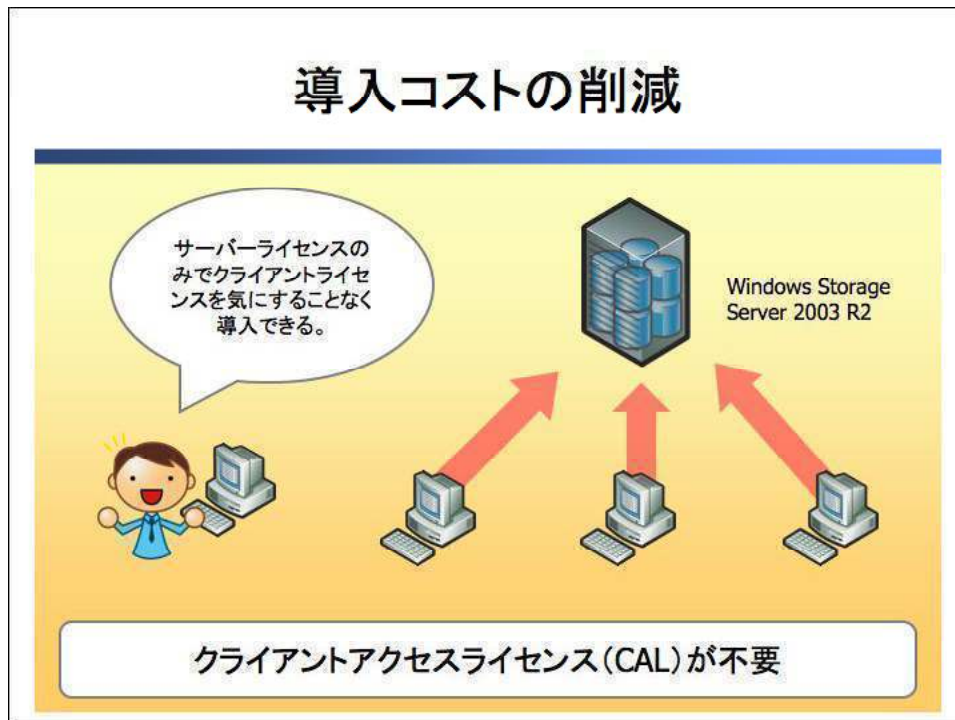 導入コストの削減
サーバーライセンスの
みでクライアントライセ
ンスを気にすることなく
導入できる。
Windows Storage
Server 2003 R2
クライアントアクセスライセンス（CAL）が不要